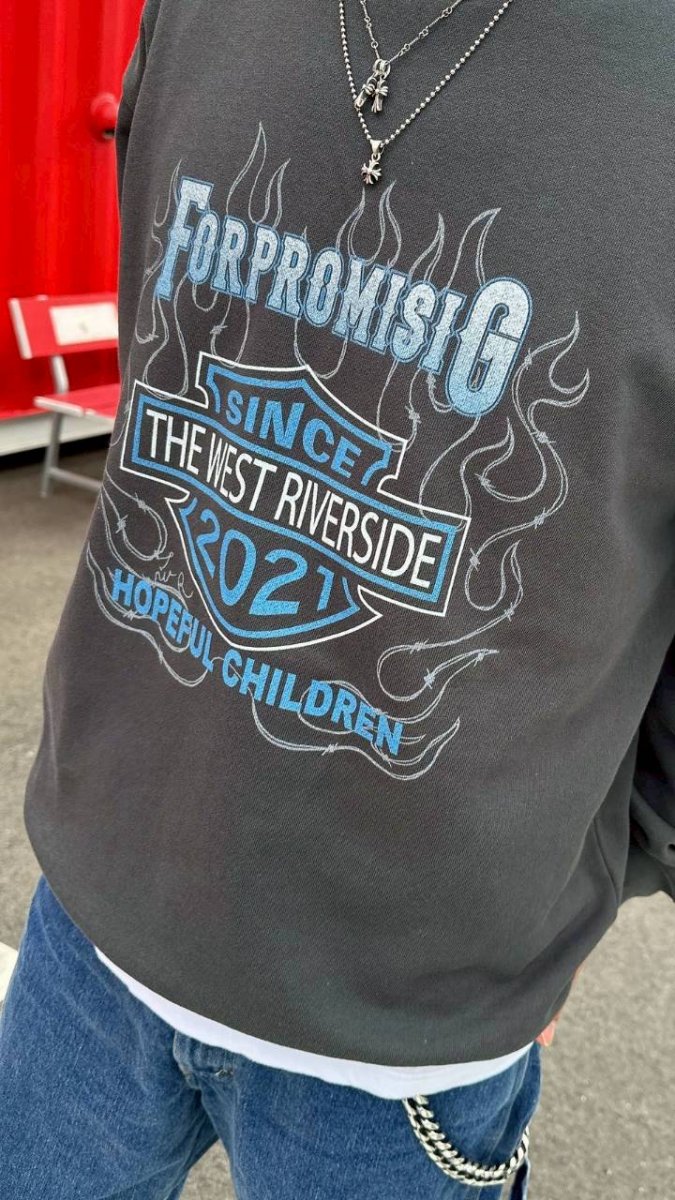 FORPROMISIG
SINCE
THE WEST RIVERSIDE
2021
HOPEFUL CHILDREN